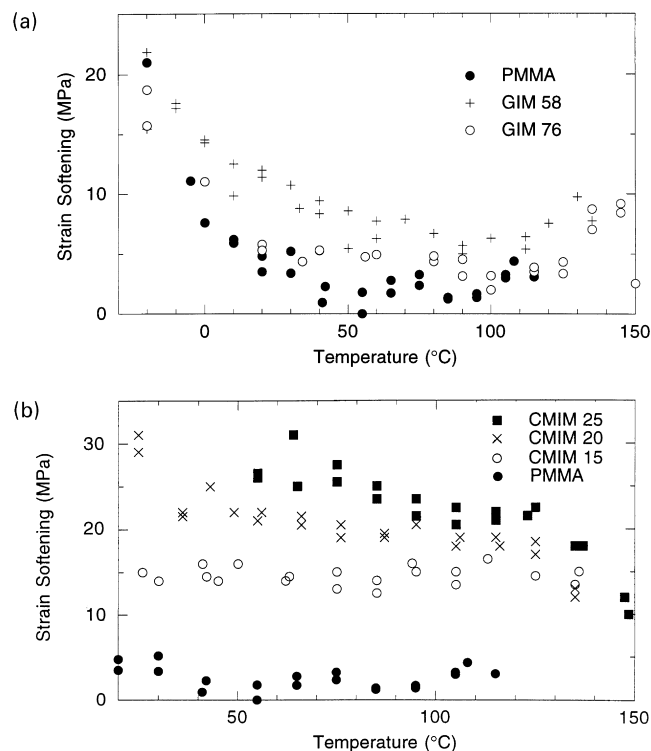 (a)
20
10
0
Strain Softening (MPa)
PMMA
GIM 58
GIM 76
0
50
100
150
Temperature (°C)
(b)
30
20
10
0
Strain Softening (MPa)
CMIM 25
CMIM 20
CMIM 15
PMMA
50
100
150
Temperature (°C)